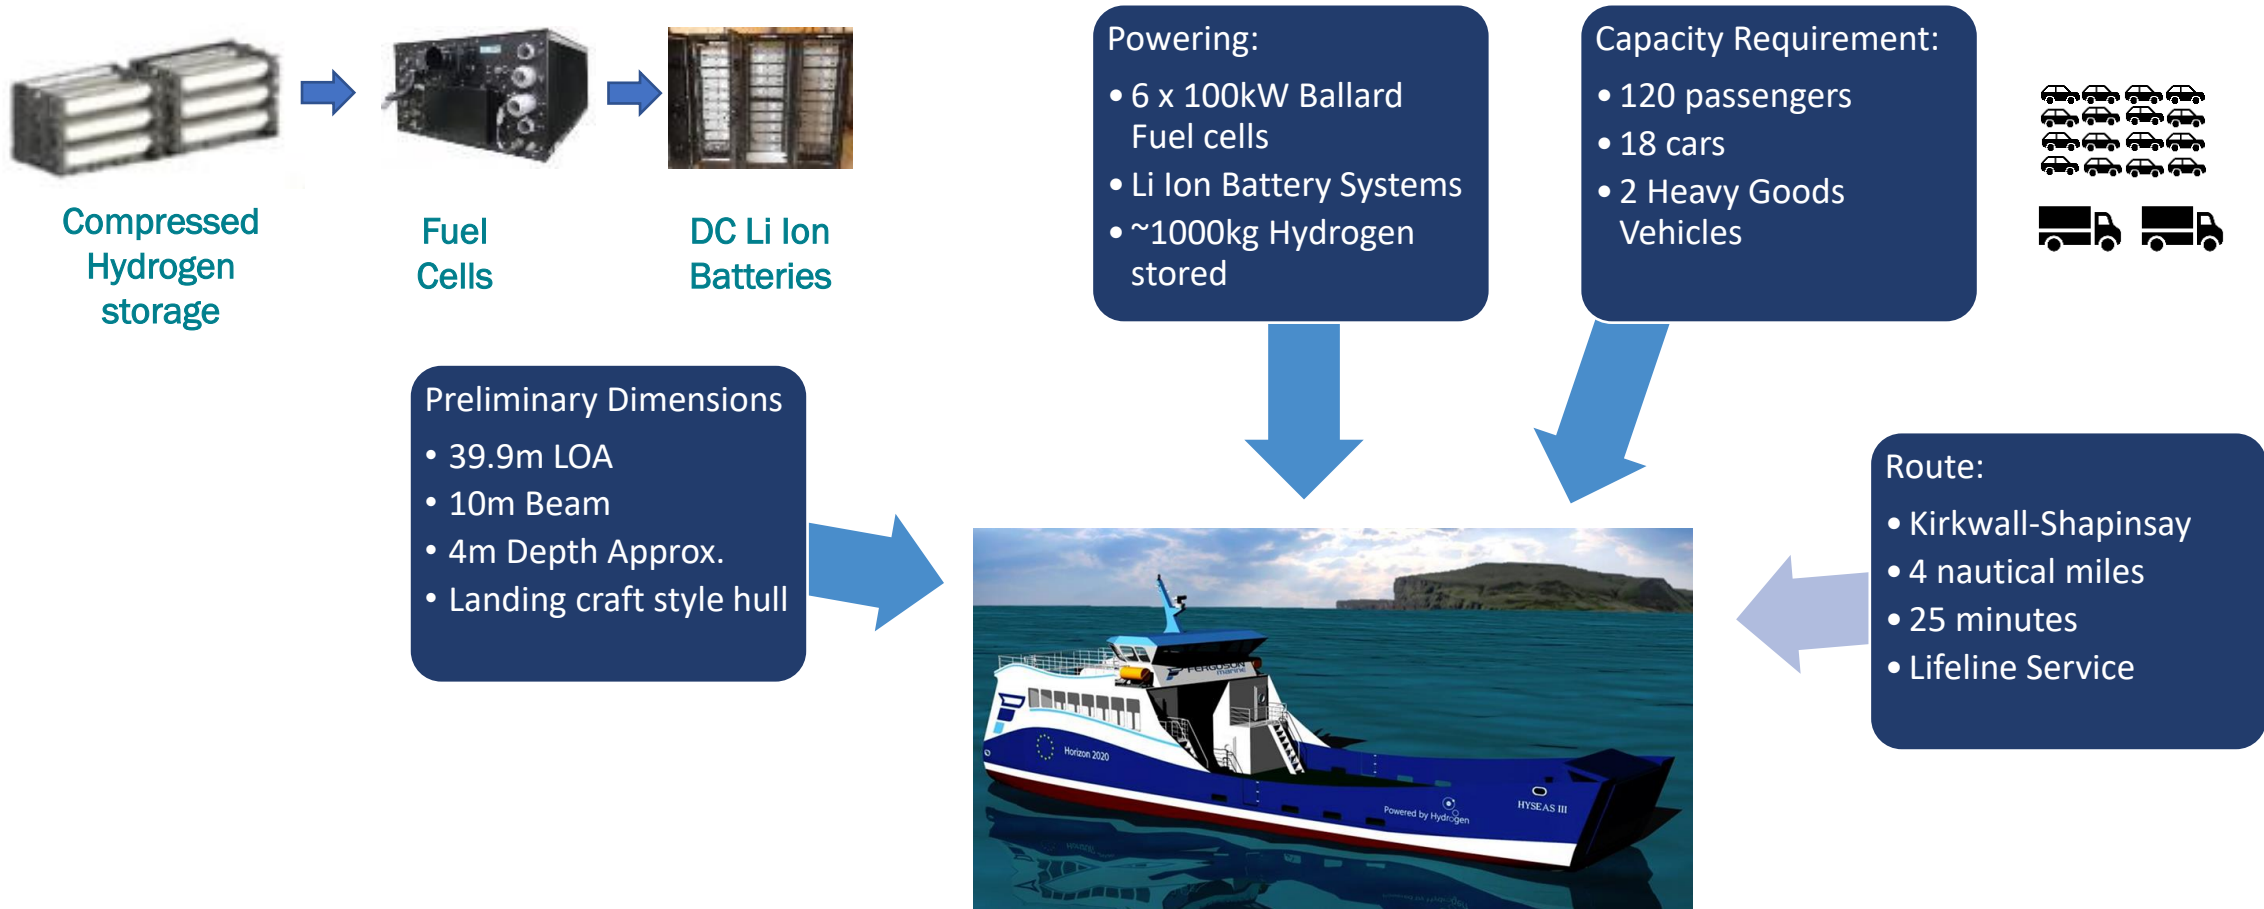 Compressed
Hydrogen
storage
Fuel
Cells
DC Li Ion
Batteries
Powering:
• 6 x 100kW Ballard
Fuel cells
• Li Ion Battery Systems
• ~1000kg Hydrogen
stored
Capacity Requirement:
• 120 passengers
• 18 cars
• 2 Heavy Goods
Vehicles
Preliminary Dimensions
• 39.9m LOA
• 10m Beam
• 4m Depth Approx.
• Landing craft style hull
Route:
• Kirkwall-Shapinsay
• 4 nautical miles
• 25 minutes
• Lifeline Service
FERGUSON
marine
Horizon 2020
Powered by Hydrogen
HYSEAS III